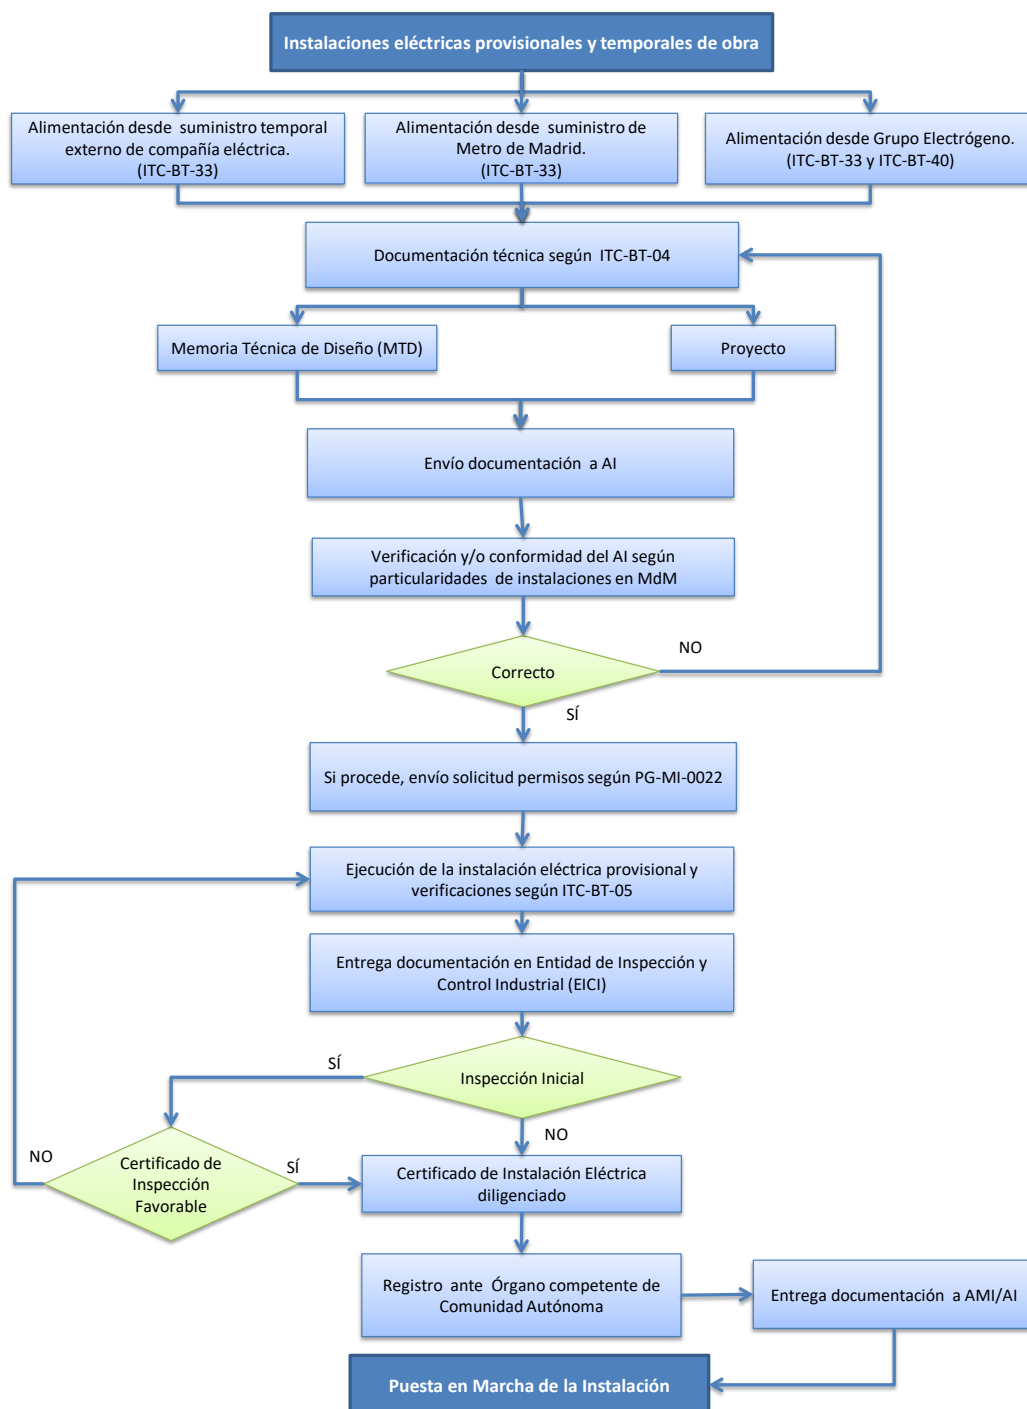 Instalaciones eléctricas provisionales y temporales de obra
Alimentación desde suministro temporal
externo de compañía eléctrica.
(ITC-BT-33)
Alimentación desde suministro de
Metro de Madrid.
(ITC-BT-33)
Alimentación desde Grupo Electrógeno.
(ITC-BT-33 y ITC-BT-40)
Documentación técnica según ITC-BT-04
Memoria Técnica de Diseño (MTD)
Proyecto
Envío documentación a AI
Verificación y/o conformidad del AI según
particularidades de instalaciones en MdM
Correcto
NO
SÍ
Si procede, envío solicitud permisos según PG-MI-0022
Ejecución de la instalación eléctrica provisional y
verificaciones según ITC-BT-05
Entrega documentación en Entidad de Inspección y
Control Industrial (EICI)
SÍ
Inspección Inicial
NO
NO
Certificado de
Inspección
Favorable
SÍ
Certificado de Instalación Eléctrica
diligenciado
Registro ante Órgano competente de
Comunidad Autónoma
Entrega documentación a AMI/AI
Puesta en Marcha de la Instalación